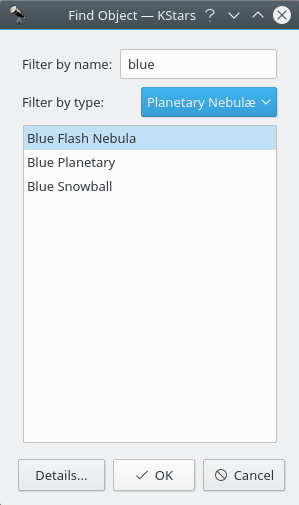 Find Object — KStars
Filter by name: blue
Filter by type: Planetary Nebulæ
Blue Flash Nebula
Blue Planetary
Blue Snowball
Details... OK Cancel